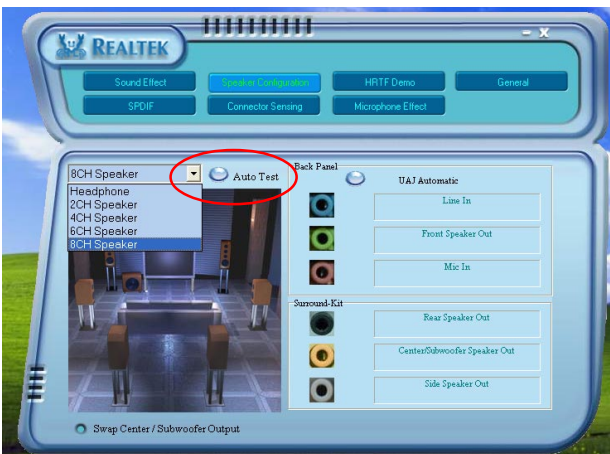 REALTEK
- x
Sound Effect
Speaker Configuration
HRTF Demo
General
SPDIF
Connector Sensing
Microphone Effect
8CH Speaker
Auto Test
Headphone
2CH Speaker
4CH Speaker
6CH Speaker
8CH Speaker
Back Panel
UAJ Automatic
Line In
Front Speaker Out
Mic In
Surround-Kit
Rear Speaker Out
Center/Subwoofer Speaker Out
Side Speaker Out
Swap Center / Subwoofer Output